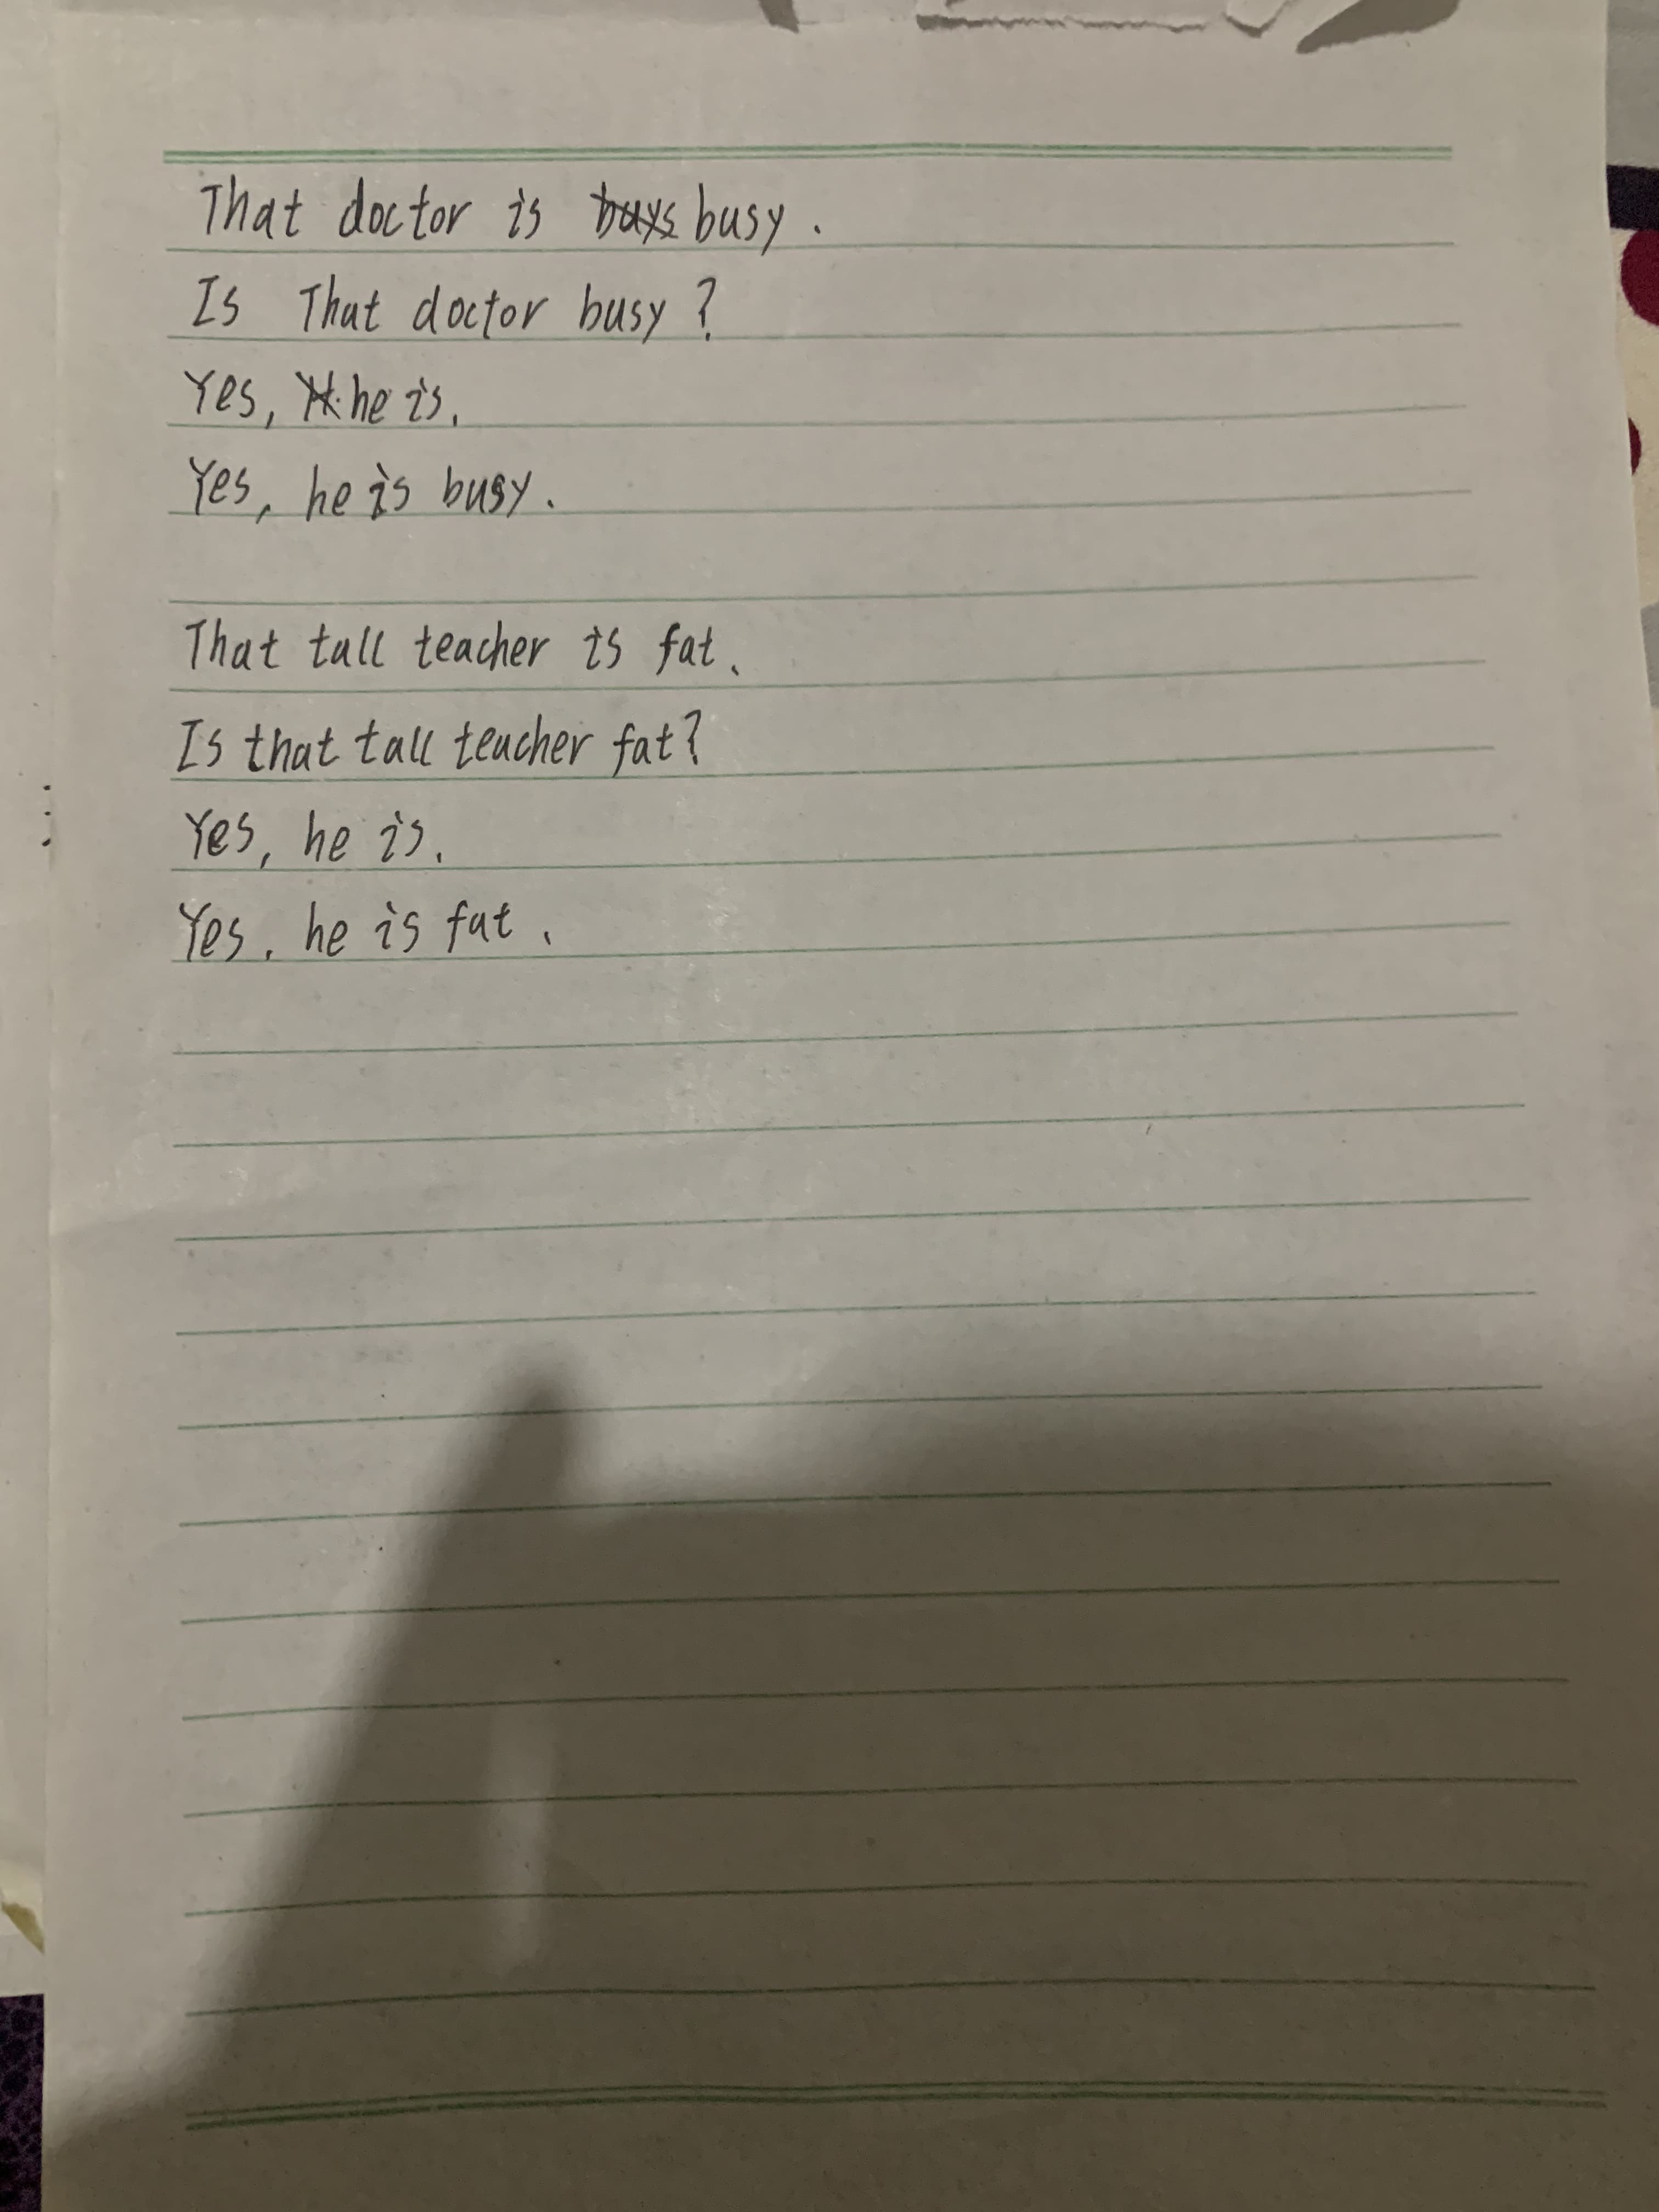 That doctor is buys busy.
Is That doctor busy?
Yes, he is.
Yes, he is busy.
That tall teacher is fat.
Is that tall teacher fat?
Yes, he is.
Yes, he is fat.